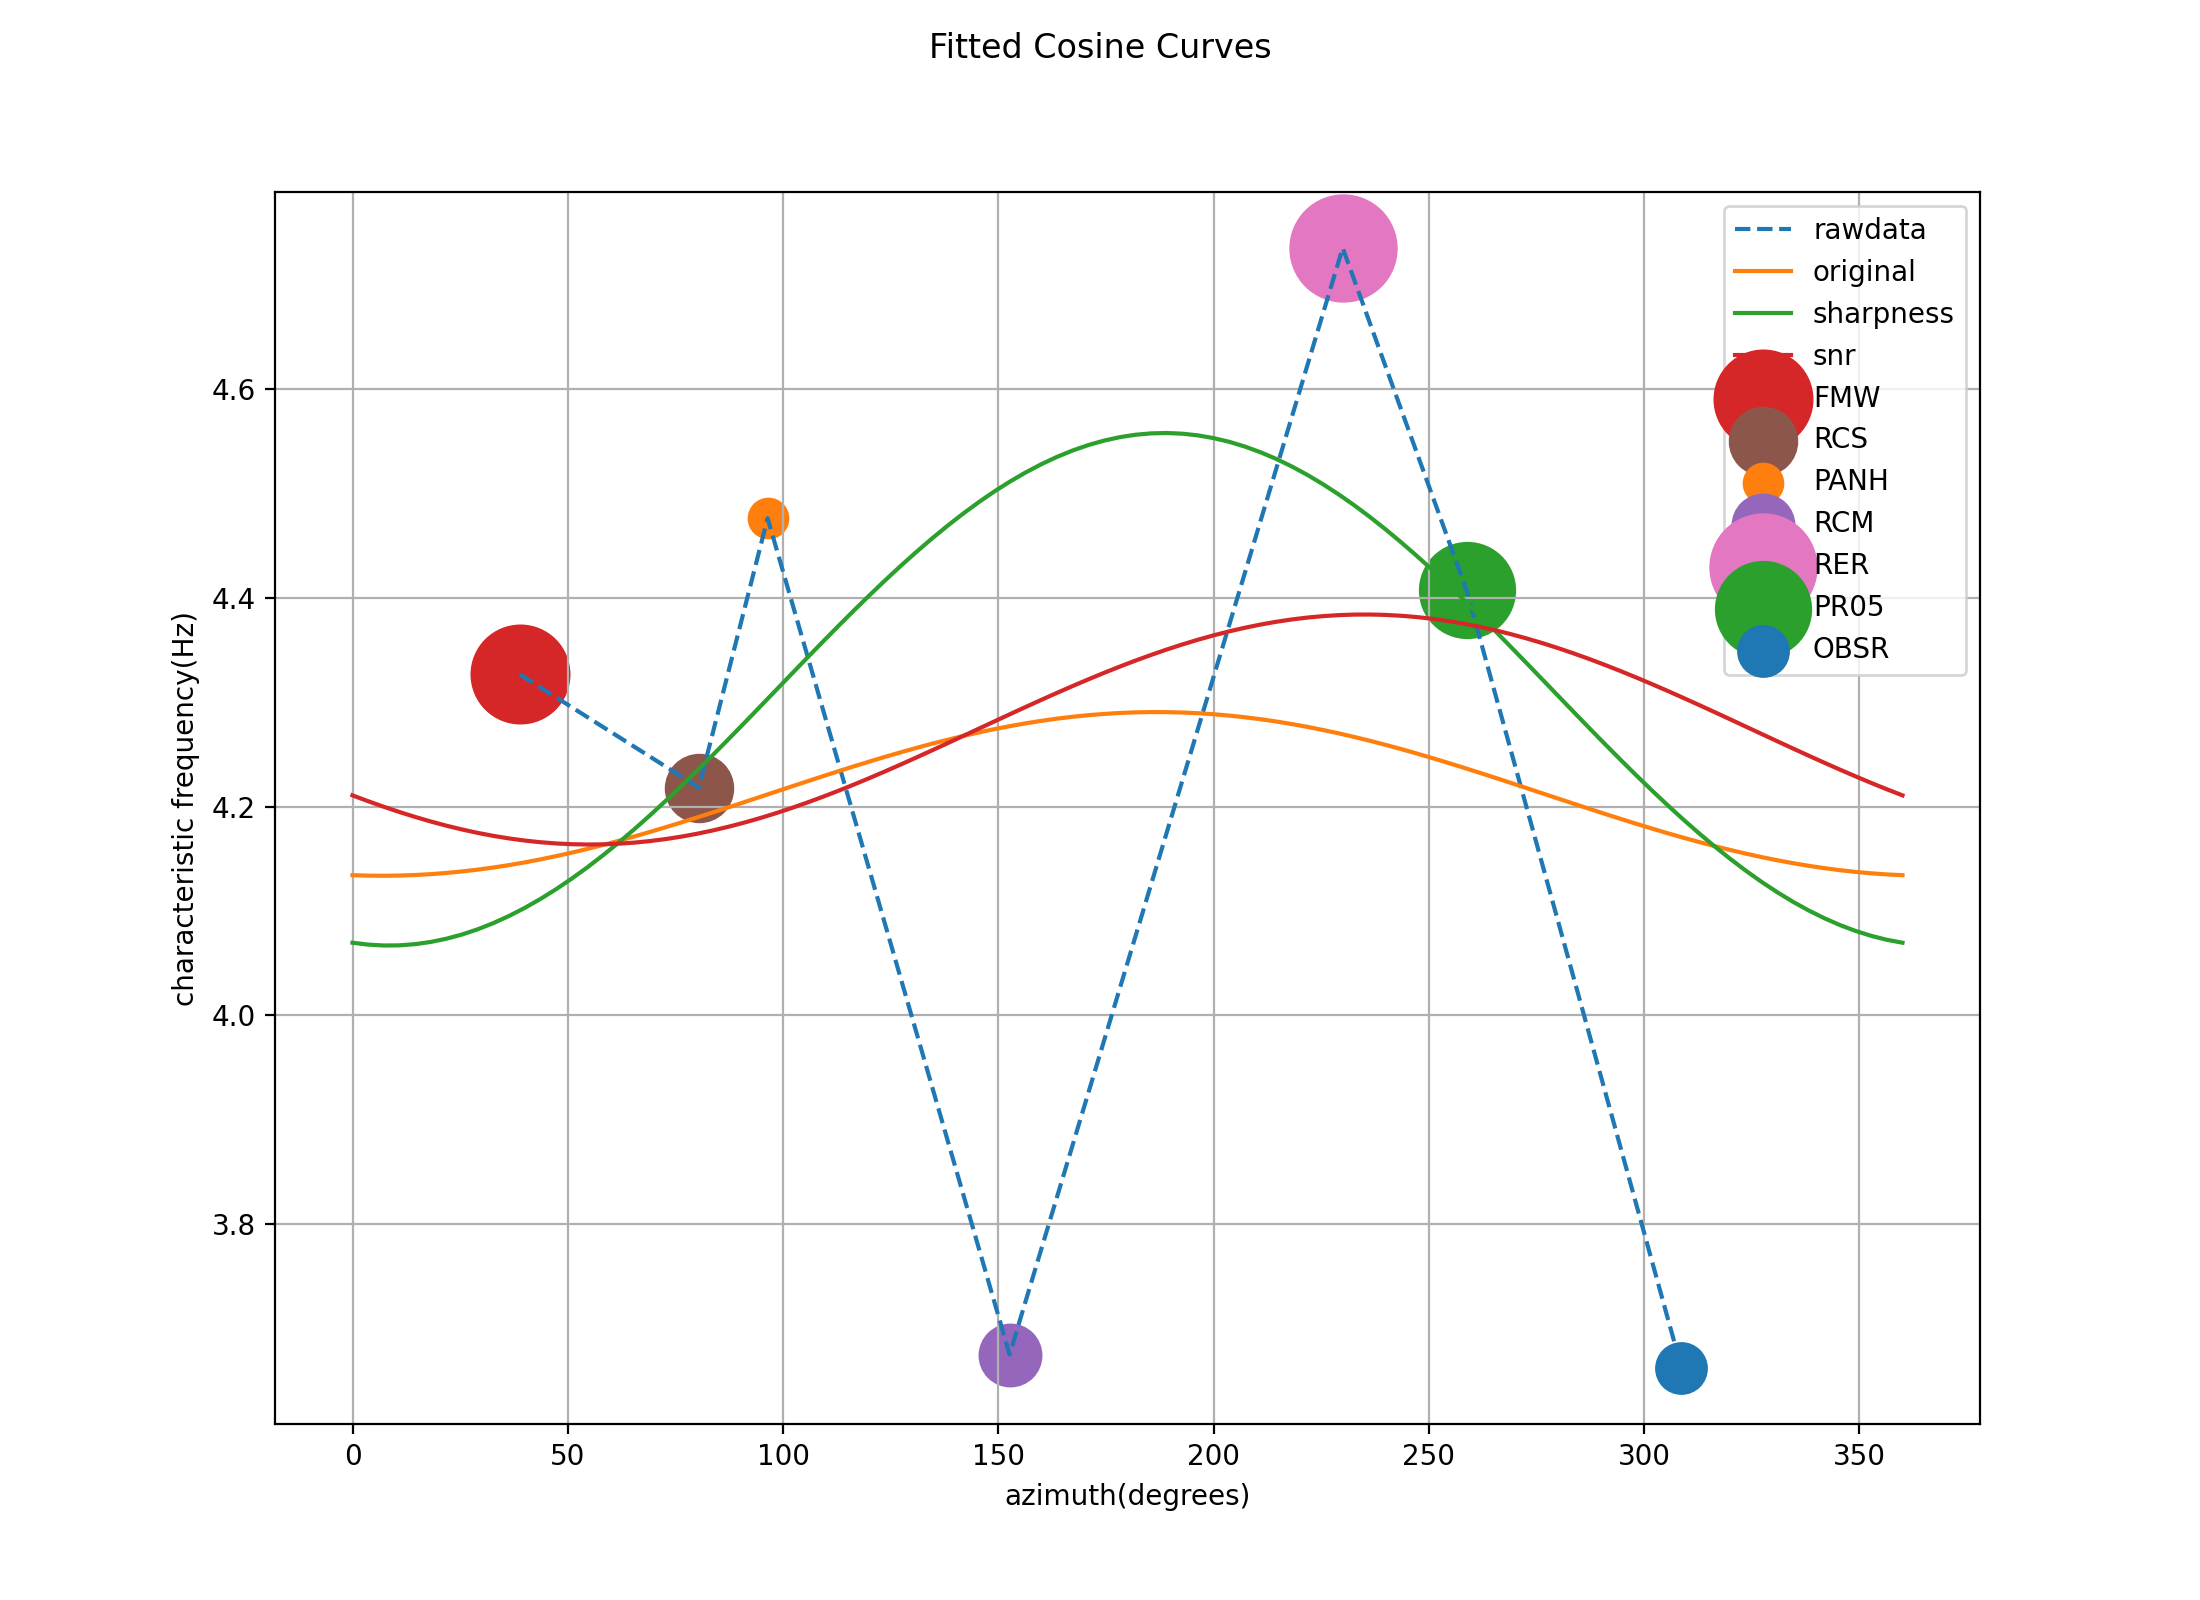 Fitted Cosine Curves
rawdata
original
sharpness
snr
FMW
RCS
PANH
RCM
RER
PR05
OBSR
characteristic frequency(Hz)
4.6
4.4
4.2
4.0
3.8
0 50 100 150 200 250 300 350
azimuth(degrees)